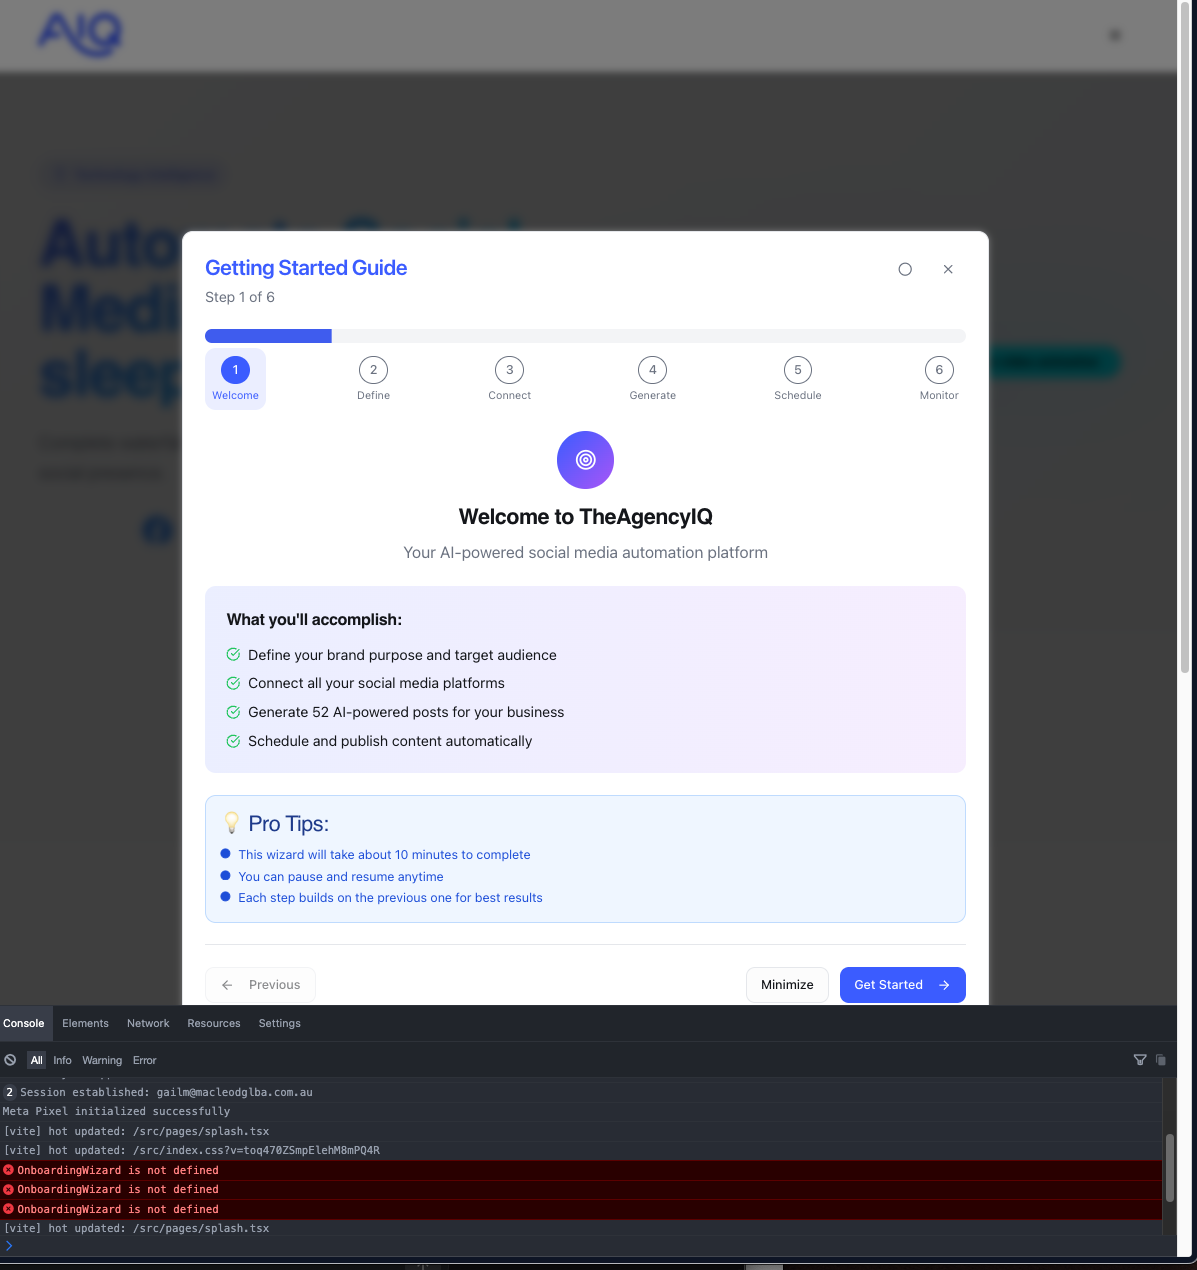 AIQ
Auto
Medi
sleep
Getting Started Guide
Step 1 of 6
1
Welcome
2
Define
3
Connect
4
Generate
5
Schedule
6
Monitor
Welcome to TheAgencyIQ
Your AI-powered social media automation platform
What you'll accomplish:
Define your brand purpose and target audience
Connect all your social media platforms
Generate 52 AI-powered posts for your business
Schedule and publish content automatically
💡 Pro Tips:
This wizard will take about 10 minutes to complete
You can pause and resume anytime
Each step builds on the previous one for best results
Previous
Minimize
Get Started
Console Elements Network Resources Settings
All Info Warning Error
2 Session established: gailm@macleodglba.com.au
Meta Pixel initialized successfully
[vite] hot updated: /src/pages/splash.tsx
[vite] hot updated: /src/index.css?v=toq470ZSmpElehM8mPQ4R
OnboardingWizard is not defined
OnboardingWizard is not defined
OnboardingWizard is not defined
[vite] hot updated: /src/pages/splash.tsx